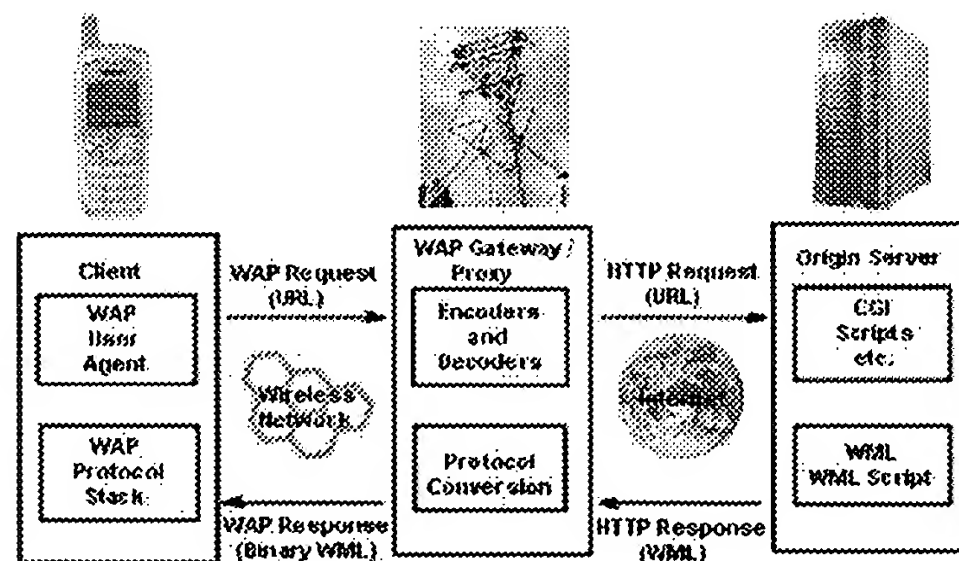 Client
WAP
User
Agent
WAP
Protocol
Stack
WAP Request
(URL)
Wireless
Network
WAP Response
(Binary WML)
WAP Gateway /
Proxy
Encoders
and
Decoders
Protocol
Conversion
HTTP Request
(URL)
Internet
HTTP Response
(WML)
Origin Server
CGI
Scripts
etc.
WML
WML Script